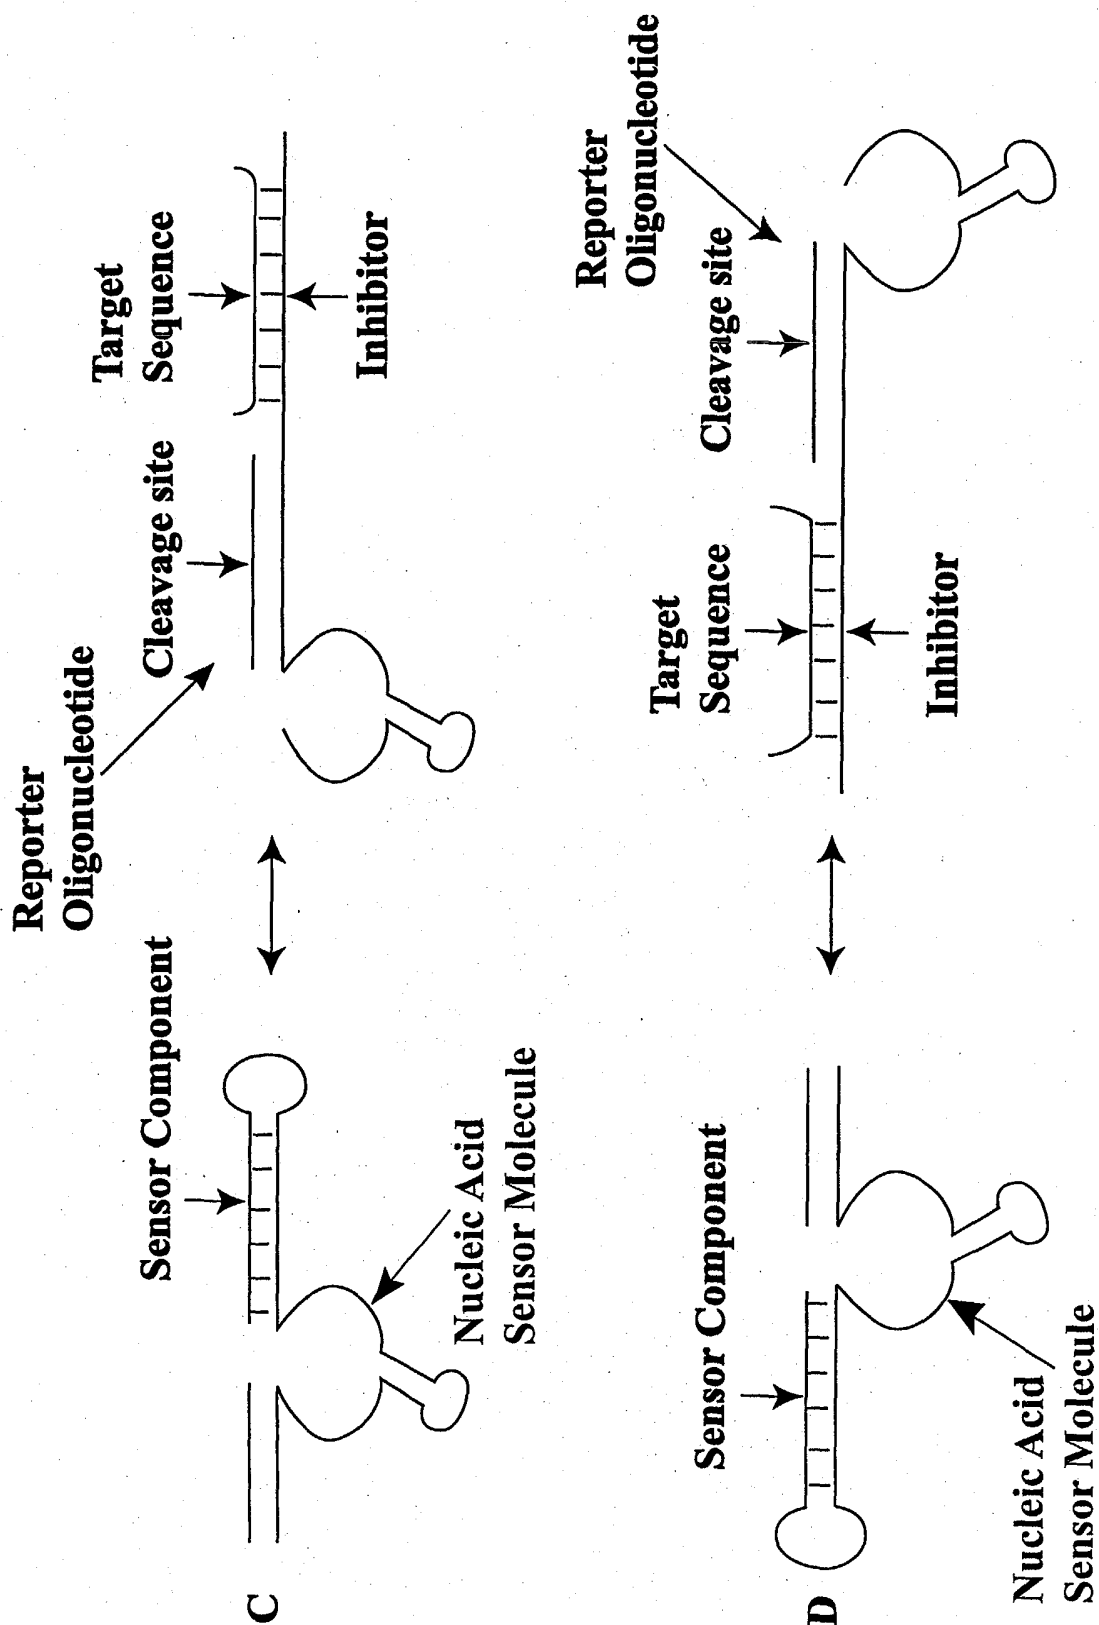 C
Sensor Component
Nucleic Acid
Sensor Molecule
Reporter
Oligonucleotide
Cleavage site
Target
Sequence
Inhibitor
D
Sensor Component
Nucleic Acid
Sensor Molecule
Target
Sequence
Inhibitor
Cleavage site
Reporter
Oligonucleotide